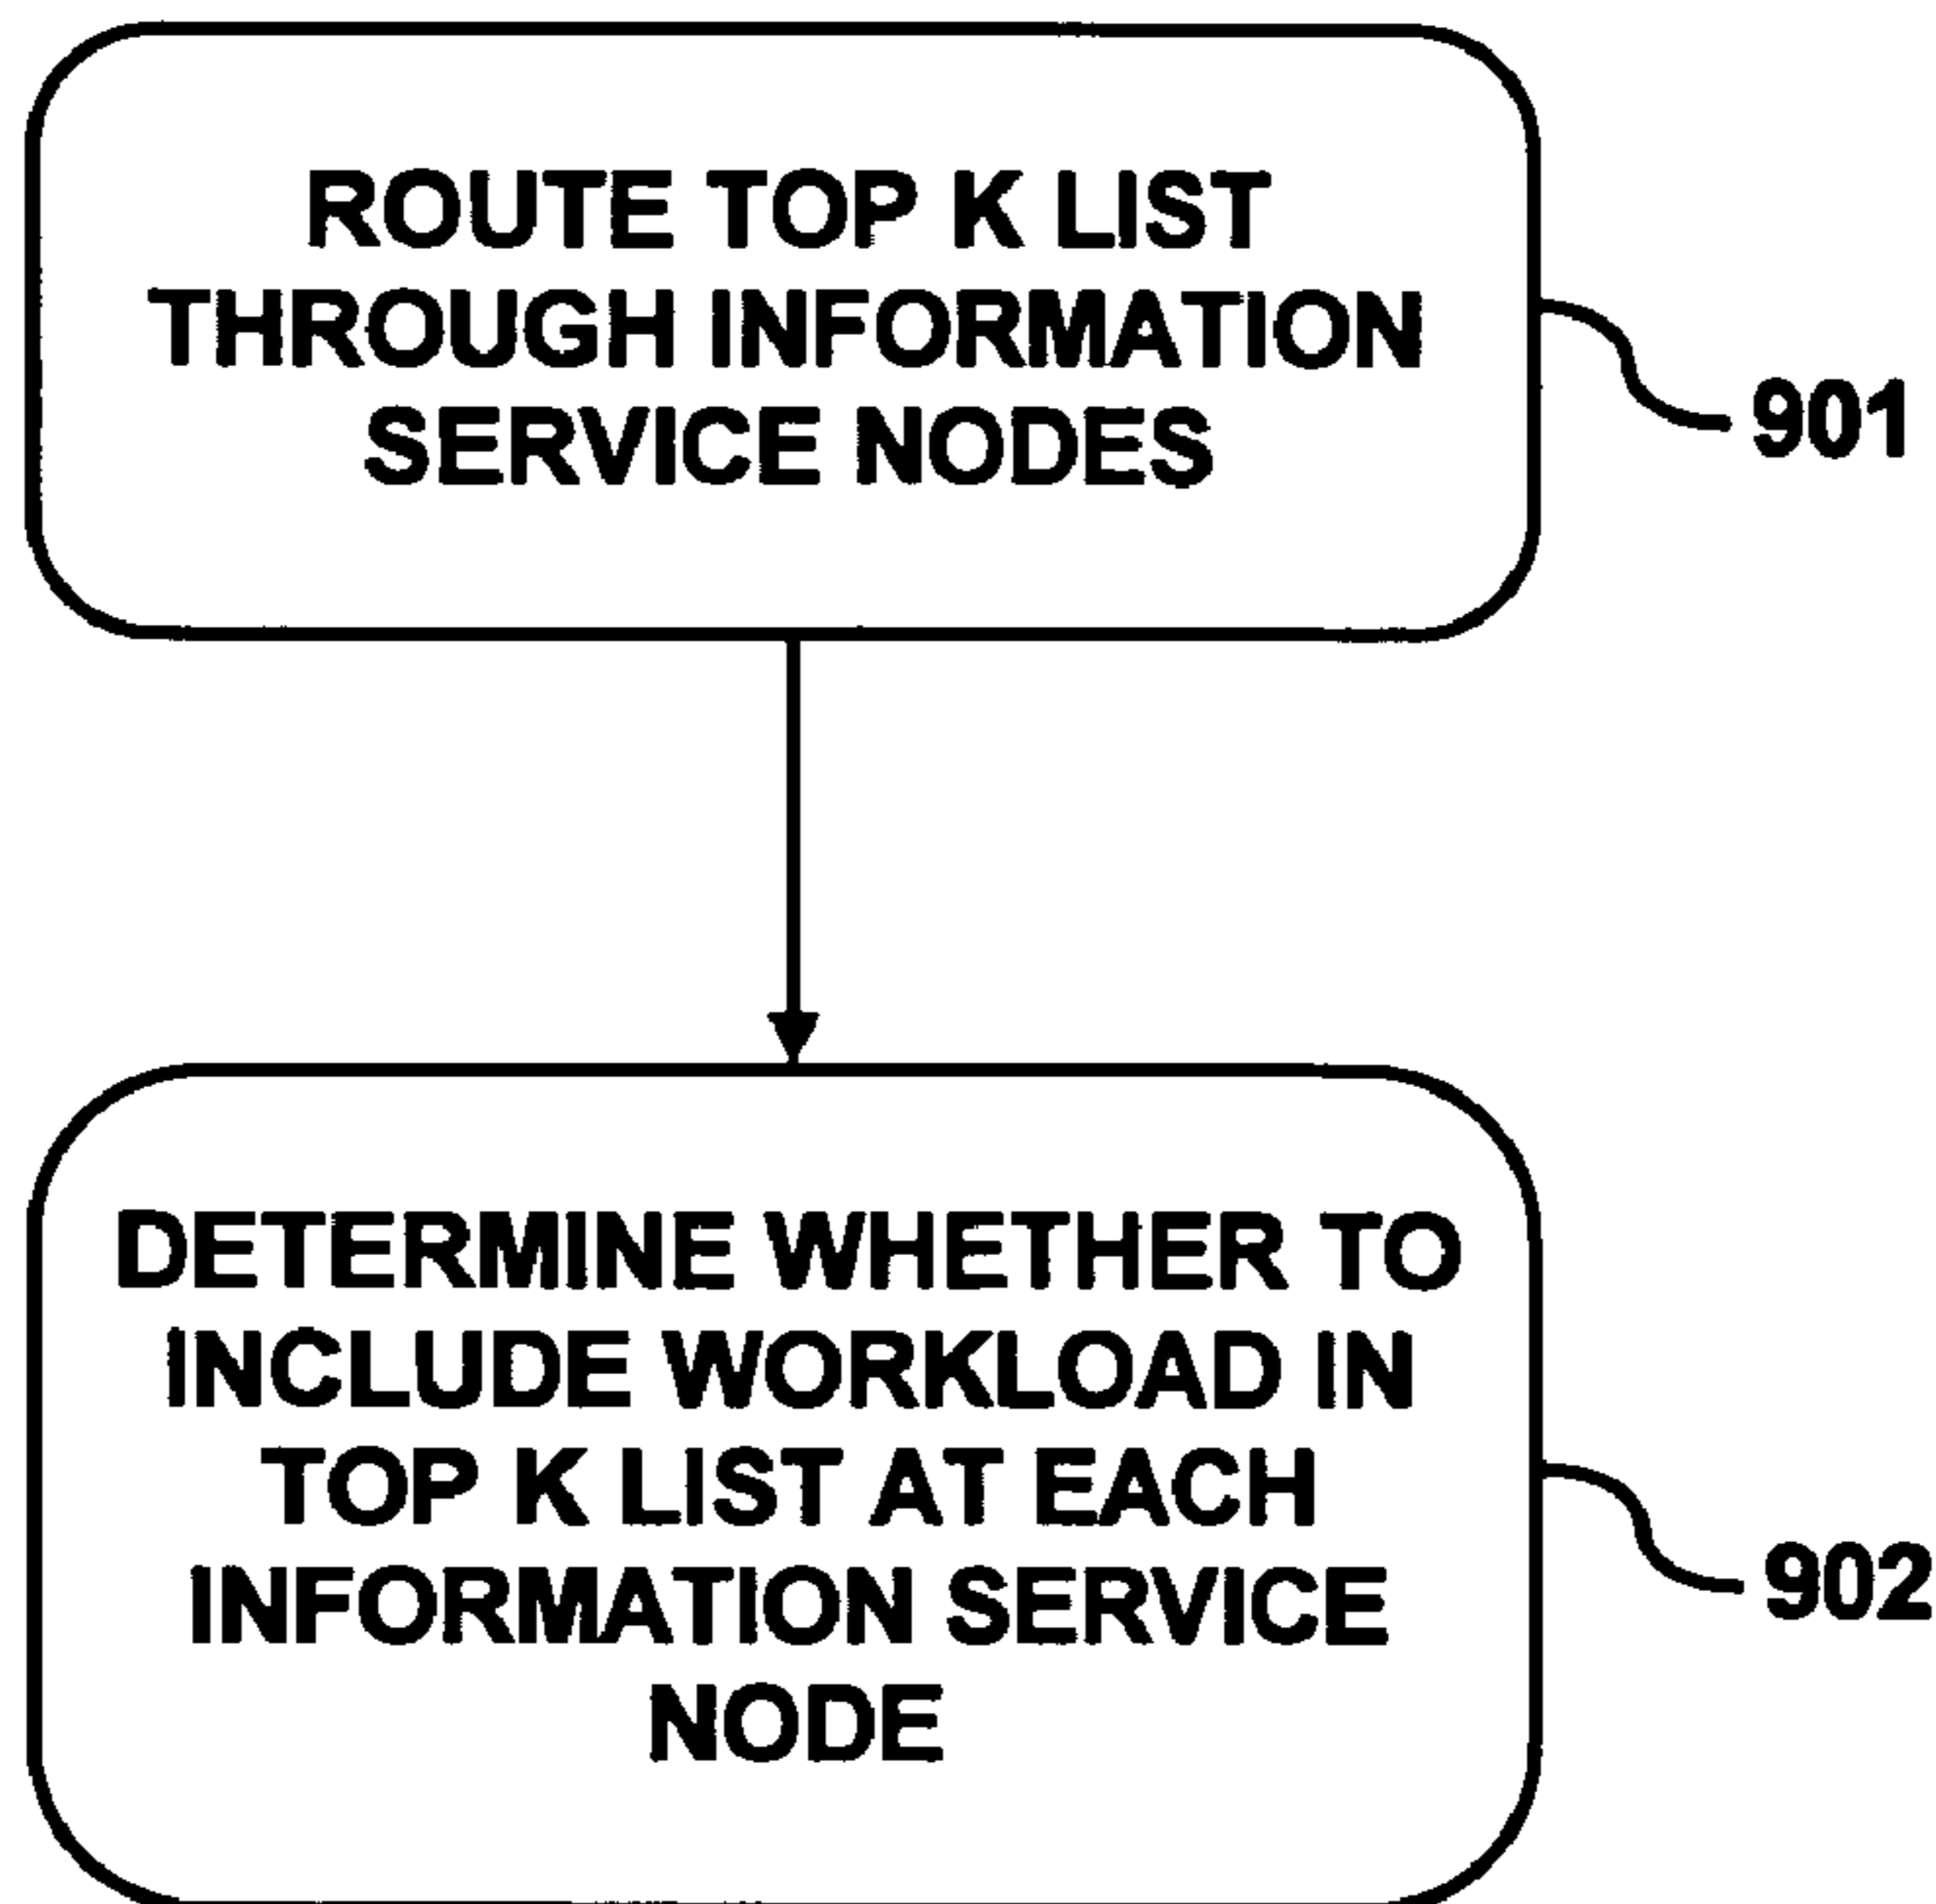 ROUTE TOP K LIST
THROUGH INFORMATION
SERVICE NODES
901
DETERMINE WHETHER TO
INCLUDE WORKLOAD IN
TOP K LIST AT EACH
INFORMATION SERVICE
NODE
902